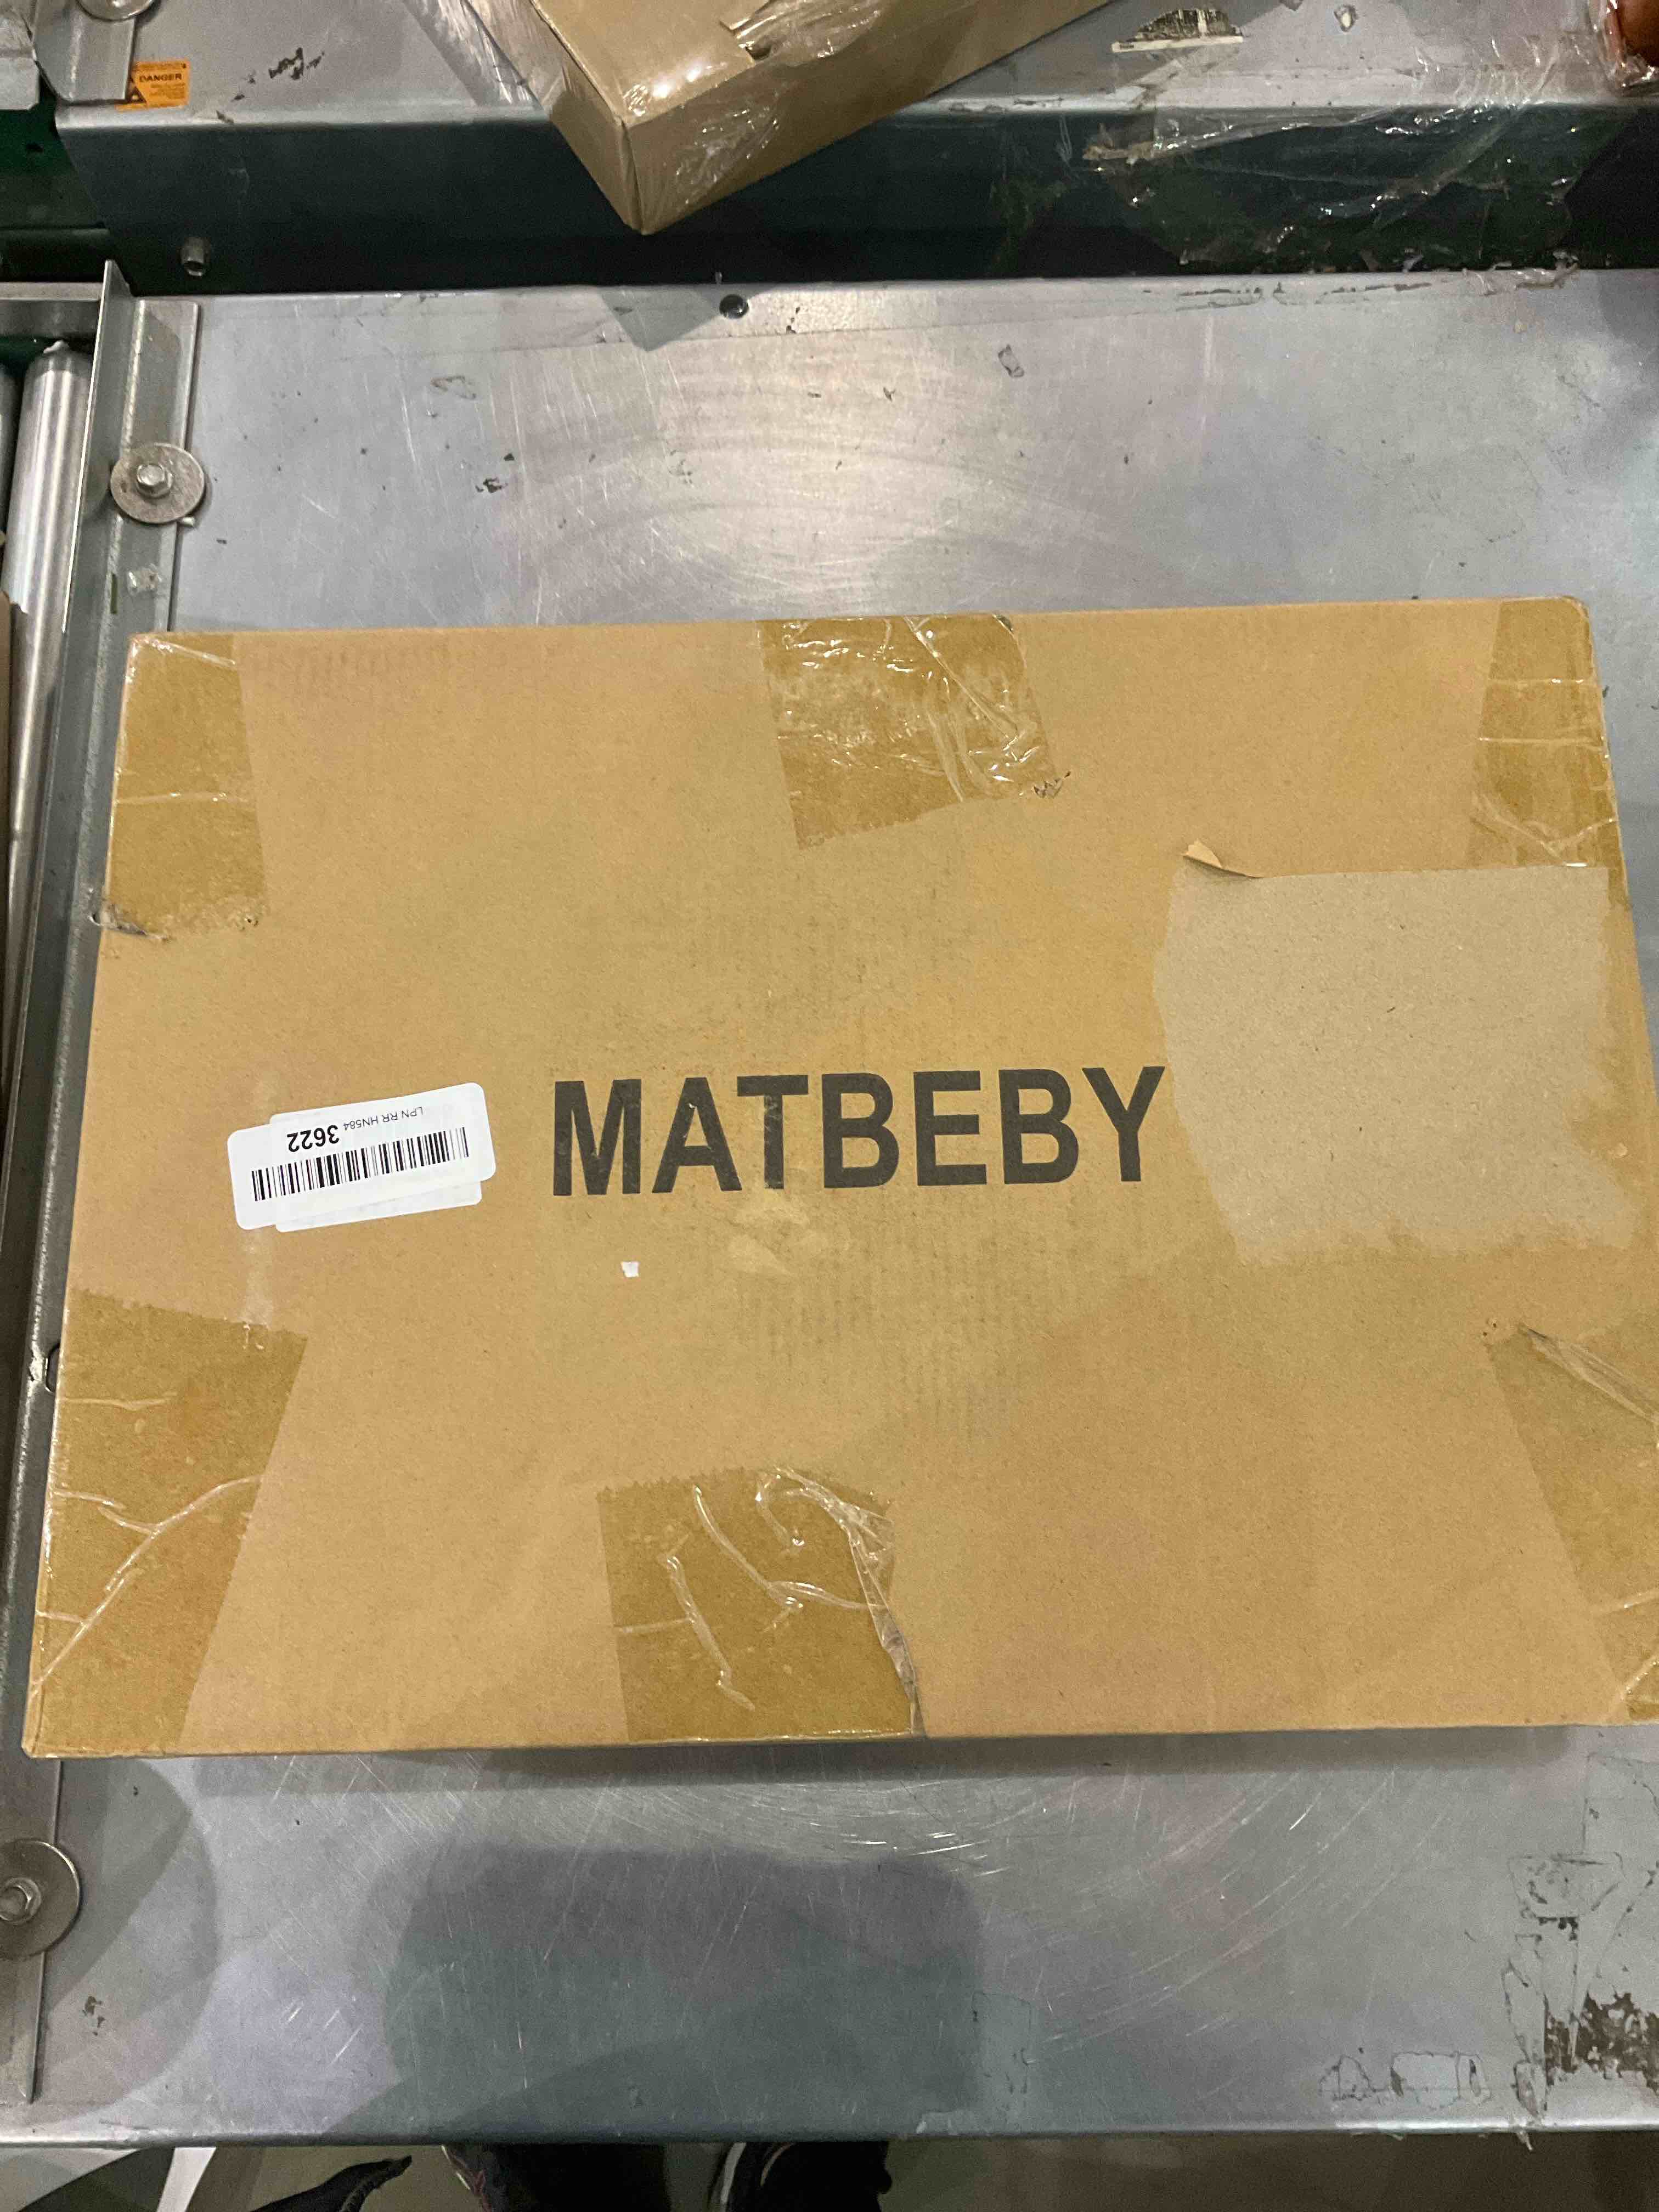 DANGER
MATBEBY
LPN RR HN584 3622